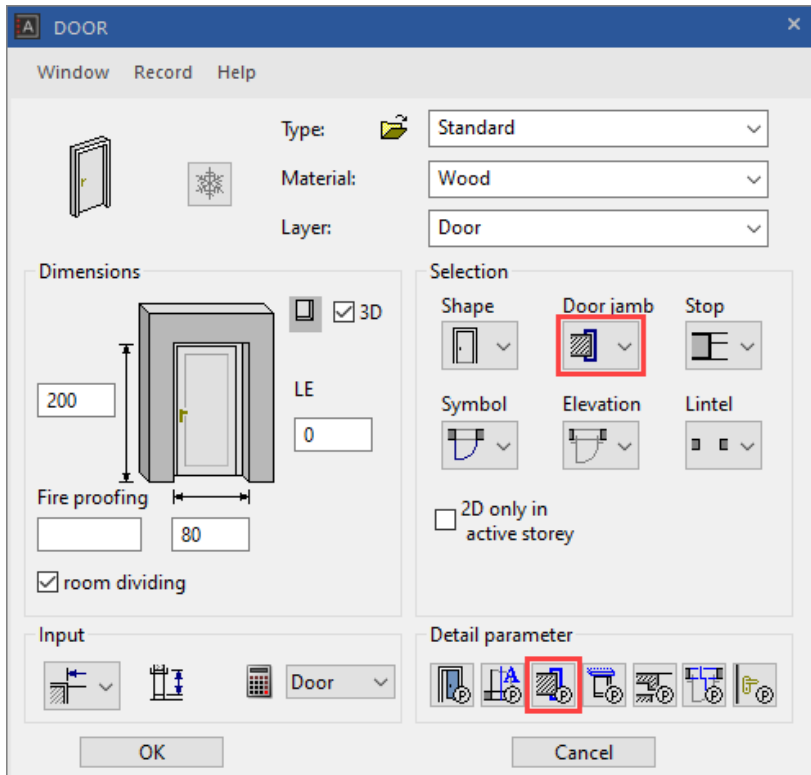 DOOR
Window Record Help
Type: Standard
Material: Wood
Layer: Door
Dimensions
3D
200
LE
0
Fire proofing
80
room dividing
Selection
Shape Door jamb Stop
Symbol Elevation Lintel
2D only in
active storey
Input
Door
Detail parameter
OK Cancel